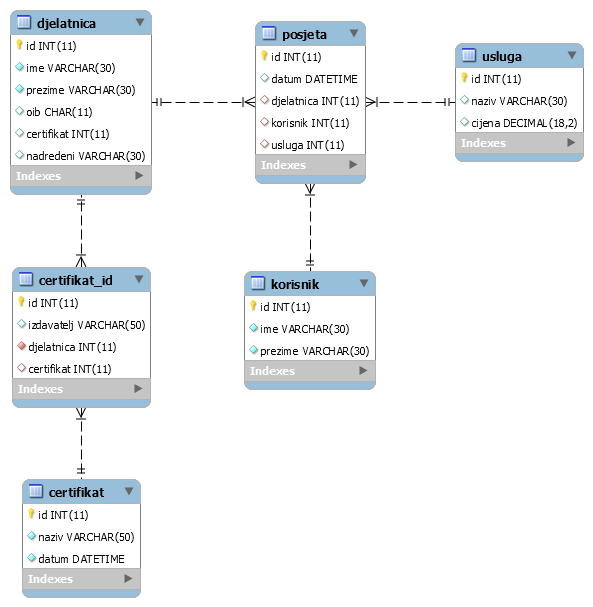 djelatnica
id INT(11)
ime VARCHAR(30)
prezime VARCHAR(30)
oib CHAR(11)
certifikat INT(11)
nadredeni VARCHAR(30)
Indexes
posjeta
id INT(11)
datum DATETIME
djelatnica INT(11)
korisnik INT(11)
usluga INT(11)
Indexes
usluga
id INT(11)
naziv VARCHAR(30)
cijena DECIMAL(18,2)
Indexes
certifikat_id
id INT(11)
izdavatelj VARCHAR(50)
djelatnica INT(11)
certifikat INT(11)
Indexes
korisnik
id INT(11)
ime VARCHAR(30)
prezime VARCHAR(30)
Indexes
certifikat
id INT(11)
naziv VARCHAR(50)
datum DATETIME
Indexes